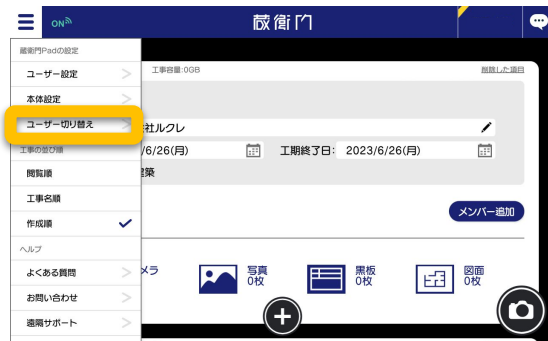 ON
蔵衛門
蔵衛門Padの設定
ユーザー設定
本体設定
ユーザー切り替え
工事の並び順
閲覧順
工事名順
作成順
ヘルプ
よくある質問
お問い合わせ
遠隔サポート
工事容量:0GB
削除した項目
社ルクレ
/6/26(月)
工期終了日: 2023/6/26(月)
築
メンバー追加
メラ
写真
0枚
黒板
0枚
図面
0枚